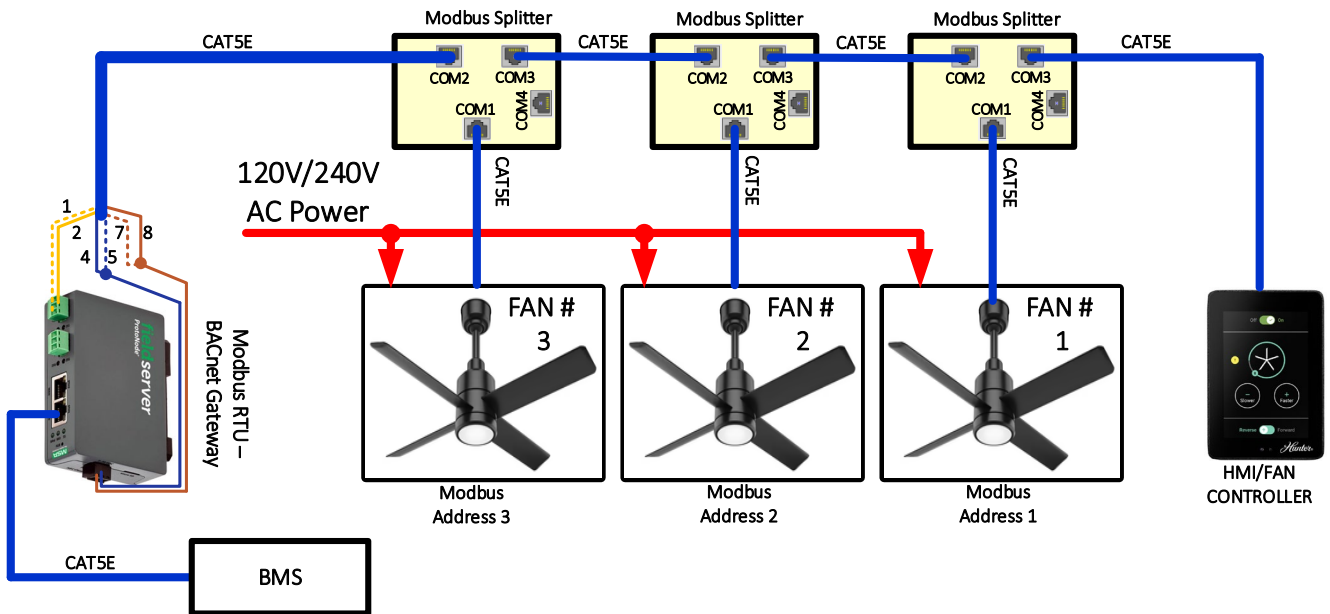 Modbus Splitter
Modbus Splitter
Modbus Splitter
CAT5E
CAT5E
CAT5E
CAT5E
COM2
COM3
COM1
COM4
COM2
COM3
COM1
COM4
COM2
COM3
COM1
COM4
CAT5E
CAT5E
CAT5E
120V/240V
AC Power
1
2
7
8
4
5
fieldserver
ProtoNode
MSA
Modbus RTU –
BACnet Gateway
FAN #
3
FAN #
2
FAN #
1
Modbus
Address 3
Modbus
Address 2
Modbus
Address 1
Off
On
Slower
Faster
Reverse
Forward
Hunter
HMI/FAN
CONTROLLER
CAT5E
BMS